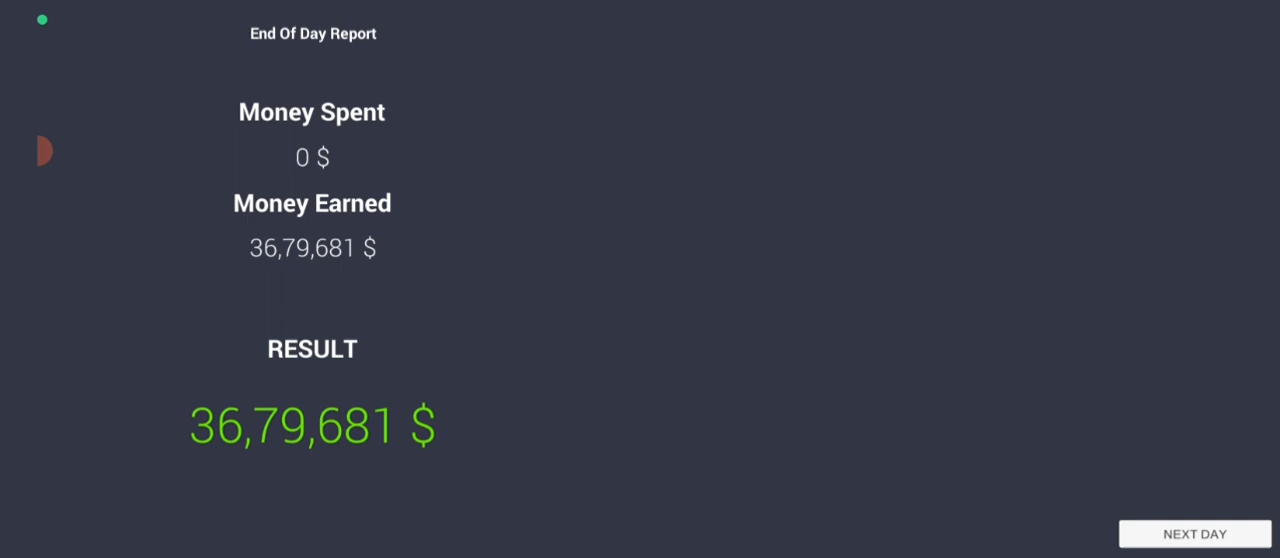 End Of Day Report
Money Spent
0 $
Money Earned
36,79,681 $
RESULT
36,79,681 $
NEXT DAY